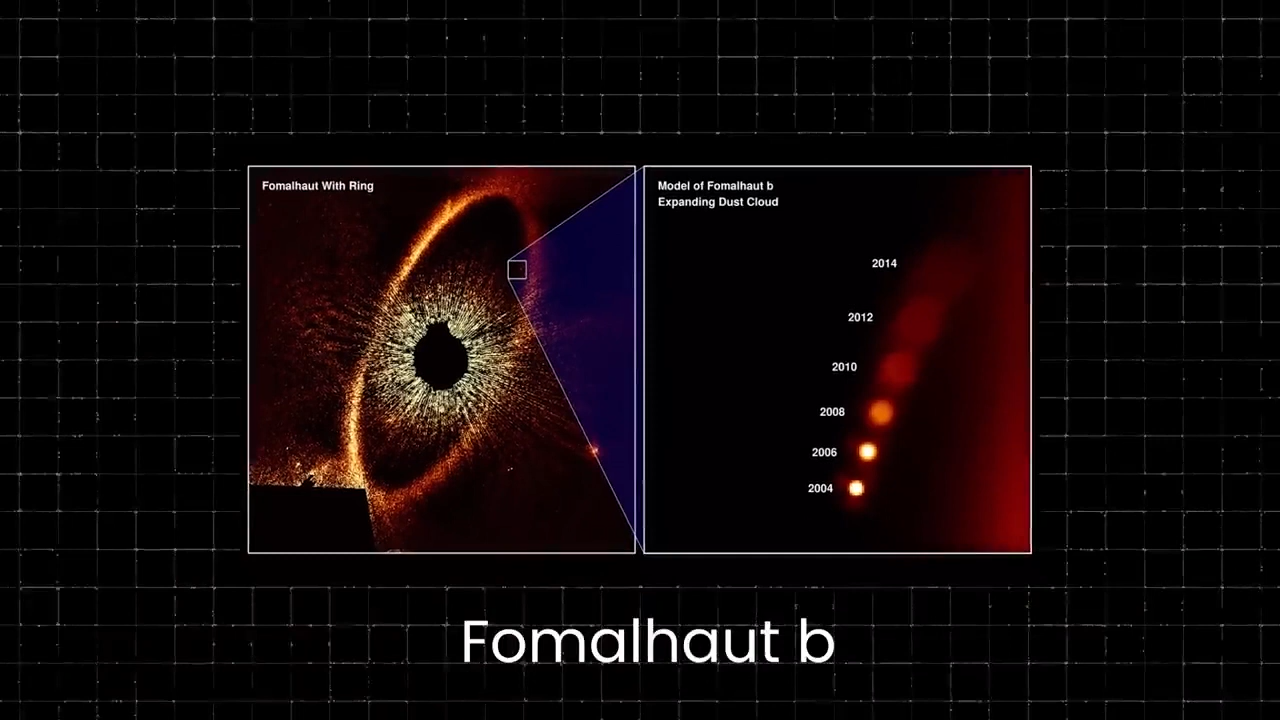 Fomalhaut With Ring
Model of Fomalhaut b
Expanding Dust Cloud
2014
2012
2010
2008
2006
2004
Fomalhaut b